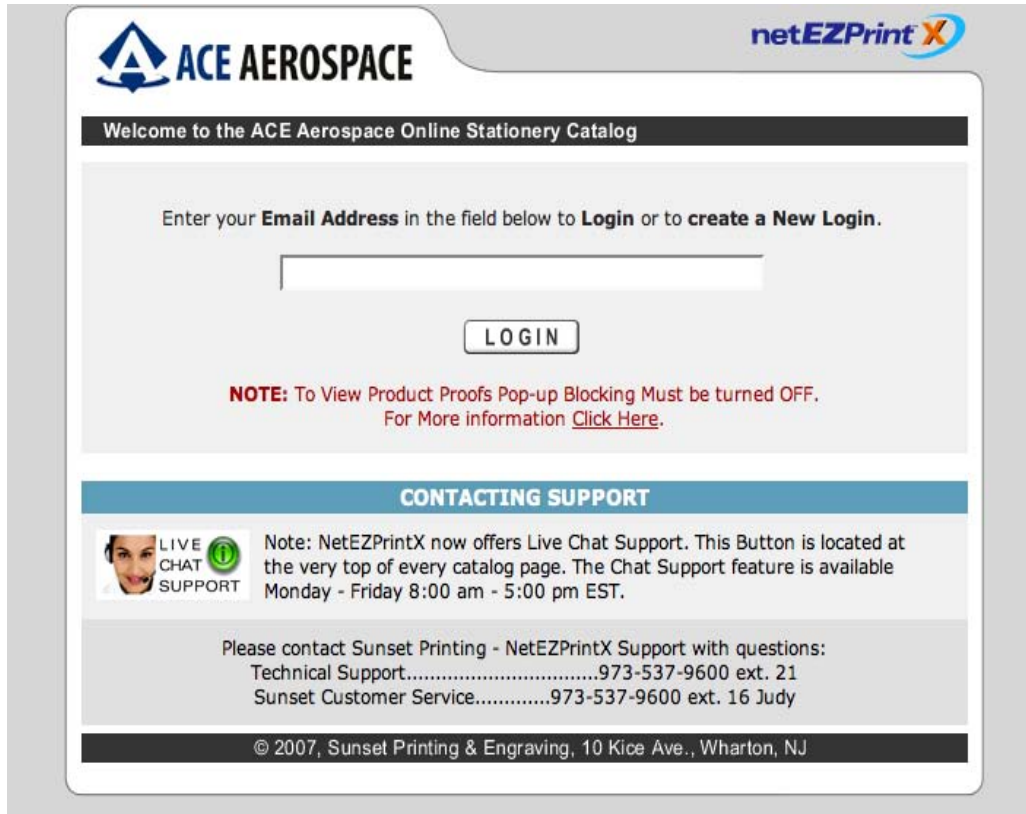 ACE AEROSPACE
netEZPrint X
Welcome to the ACE Aerospace Online Stationery Catalog
Enter your Email Address in the field below to Login or to create a New Login.
LOGIN
NOTE: To View Product Proofs Pop-up Blocking Must be turned OFF.
For More information Click Here.
CONTACTING SUPPORT
LIVE
CHAT
SUPPORT
Note: NetEZPrintX now offers Live Chat Support. This Button is located at
the very top of every catalog page. The Chat Support feature is available
Monday - Friday 8:00 am - 5:00 pm EST.
Please contact Sunset Printing - NetEZPrintX Support with questions:
Technical Support.................................973-537-9600 ext. 21
Sunset Customer Service.............973-537-9600 ext. 16 Judy
© 2007, Sunset Printing & Engraving, 10 Kice Ave., Wharton, NJ